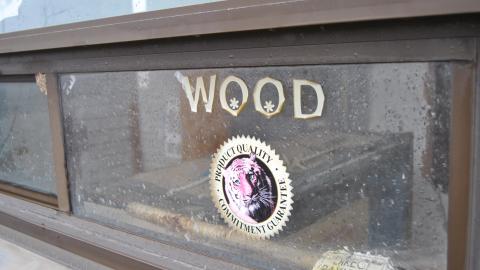 WOOD
PRODUCT QUALITY
COMMITMENT GUARANTEE